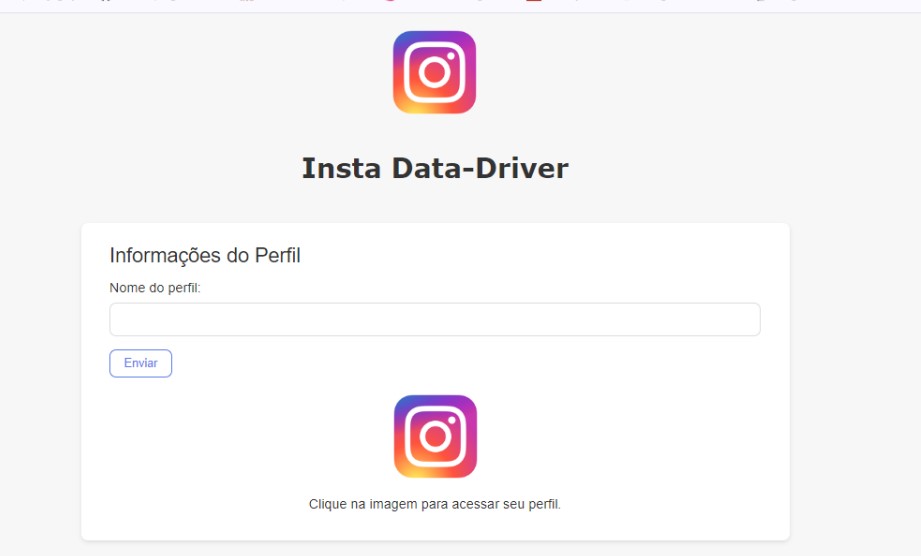 Insta Data-Driver
Informações do Perfil
Nome do perfil:
Enviar
Clique na imagem para acessar seu perfil.